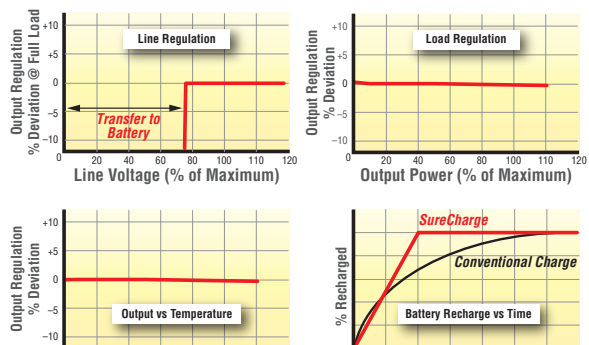 Line Regulation
Output Regulation
% Deviation @ Full Load
+10
+5
0
−5
−10
Transfer to
Battery
0 20 40 60 80 100 120
Line Voltage (% of Maximum)
Load Regulation
Output Regulation
% Deviation
+10
+5
0
−5
−10
0 20 40 60 80 100 120
Output Power (% of Maximum)
Output Regulation
% Deviation
+10
+5
0
−5
−10
Output vs Temperature
SureCharge
Conventional Charge
% Recharged
Battery Recharge vs Time